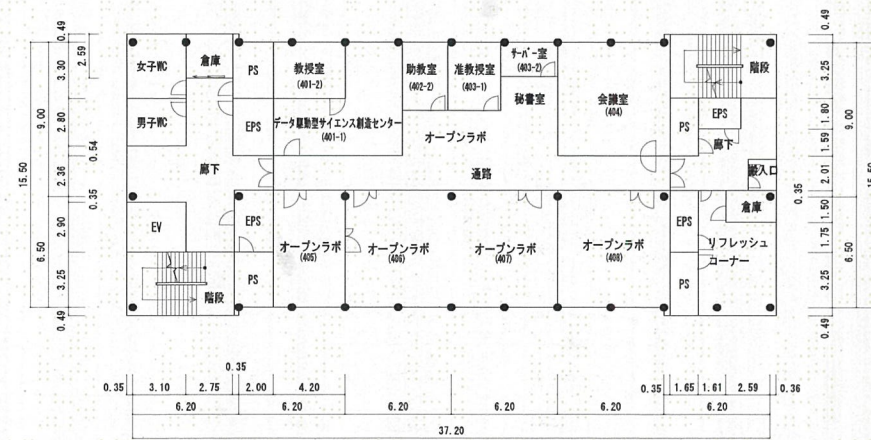 0.49
3.30
2.59
2.80
0.54
2.36
0.35
2.90
3.25
0.49
9.00
6.50
15.50
女子WC
倉庫
PS
教授室
(401-2)
助教室
(402-2)
准教授室
(403-1)
サーバー室
(403-2)
階段
男子WC
EPS
データ駆動型サイエンス創造センター
(401-1)
秘書室
会議室
(404)
PS
EPS
オープンラボ
廊下
廊下
通路
搬入口
EV
EPS
オープンラボ
(405)
オープンラボ
(406)
オープンラボ
(407)
オープンラボ
(408)
EPS
倉庫
リフレッシュ
コーナー
階段
PS
PS
0.49
3.25
1.80
1.59
2.01
0.35
1.50
1.75
3.25
0.49
9.00
6.50
0.35
0.35
3.10
2.75
2.00
4.20
0.35
1.65
1.61
2.59
0.36
6.20
6.20
6.20
6.20
6.20
6.20
37.20